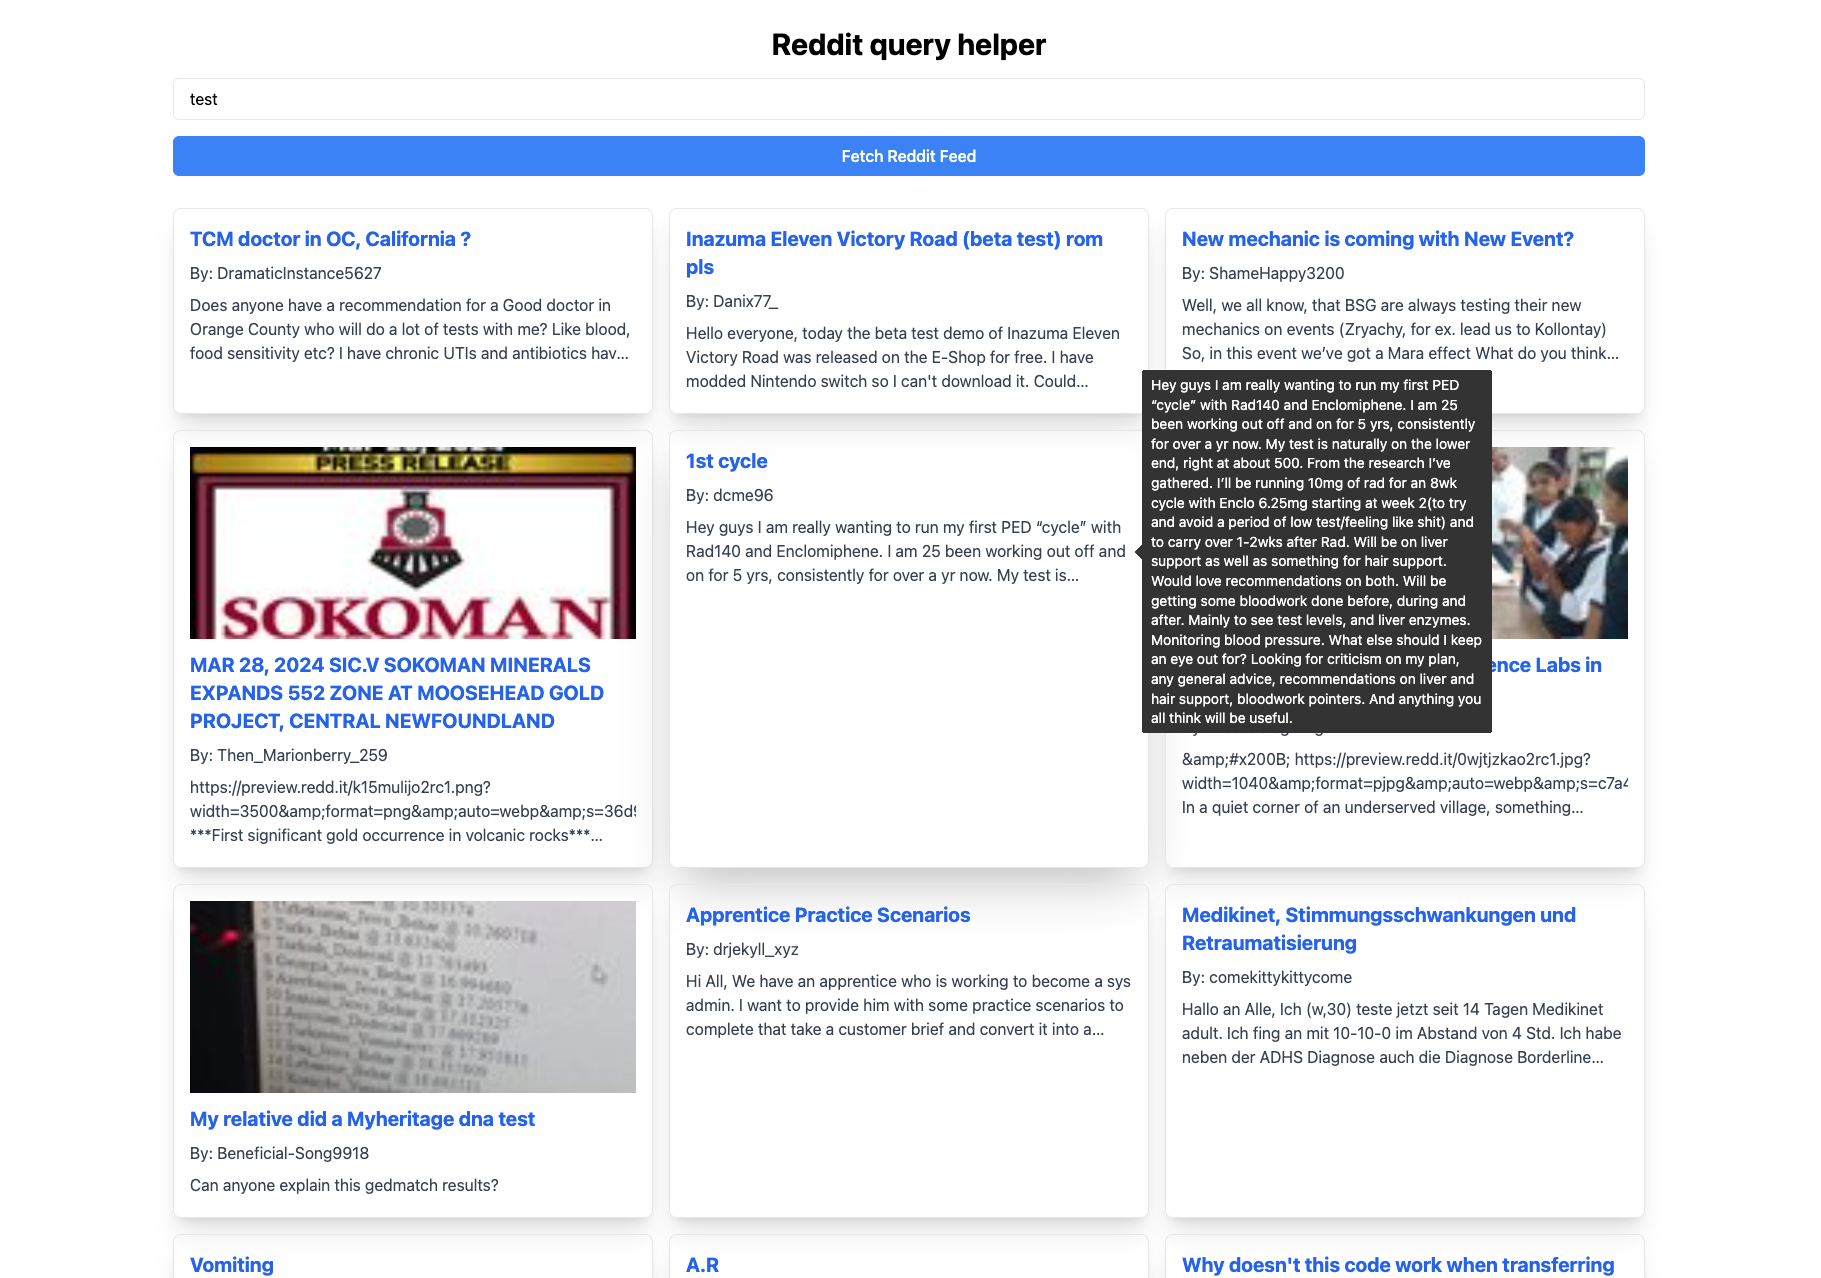 Reddit query helper
test
Fetch Reddit Feed
TCM doctor in OC, California ?
By: DramaticInstance5627
Does anyone have a recommendation for a Good doctor in
Orange County who will do a lot of tests with me? Like blood,
food sensitivity etc? I have chronic UTIs and antibiotics hav...
Inazuma Eleven Victory Road (beta test) rom
pls
By: Danix77_
Hello everyone, today the beta test demo of Inazuma Eleven
Victory Road was released on the E-Shop for free. I have
modded Nintendo switch so I can't download it. Could...
New mechanic is coming with New Event?
By: ShameHappy3200
Well, we all know, that BSG are always testing their new
mechanics on events (Zryachy, for ex. lead us to Kollontay)
So, in this event we’ve got a Mara effect What do you think...
PRESS RELEASE
SOKOMAN
MAR 28, 2024 SIC.V SOKOMAN MINERALS
EXPANDS 552 ZONE AT MOOSEHEAD GOLD
PROJECT, CENTRAL NEWFOUNDLAND
By: Then_Marionberry_259
https://preview.redd.it/k15mulijo2rc1.png?
width=3500&amp;format=png&amp;auto=webp&amp;s=36d9
***First significant gold occurrence in volcanic rocks***...
1st cycle
By: dcme96
Hey guys I am really wanting to run my first PED “cycle” with
Rad140 and Enclomiphene. I am 25 been working out off and
on for 5 yrs, consistently for over a yr now. My test is...
Hey guys I am really wanting to run my first PED
“cycle” with Rad140 and Enclomiphene. I am 25
been working out off and on for 5 yrs, consistently
for over a yr now. My test is naturally on the lower
end, right at about 500. From the research I’ve
gathered. I’ll be running 10mg of rad for an 8wk
cycle with Enclo 6.25mg starting at week 2(to try
and avoid a period of low test/feeling like shit) and
to carry over 1-2wks after Rad. Will be on liver
support as well as something for hair support.
Would love recommendations on both. Will be
getting some bloodwork done before, during and
after. Mainly to see test levels, and liver enzymes.
Monitoring blood pressure. What else should I keep
an eye out for? Looking for criticism on my plan,
any general advice, recommendations on liver and
hair support, bloodwork pointers. And anything you
all think will be useful.
ence Labs in
&amp;#x200B; https://preview.redd.it/0wjtjzkao2rc1.jpg?
width=1040&amp;format=pjpg&amp;auto=webp&amp;s=c7a4
In a quiet corner of an underserved village, something...
My relative did a Myheritage dna test
By: Beneficial-Song9918
Can anyone explain this gedmatch results?
Apprentice Practice Scenarios
By: drjekyll_xyz
Hi All, We have an apprentice who is working to become a sys
admin. I want to provide him with some practice scenarios to
complete that take a customer brief and convert it into a...
Medikinet, Stimmungsschwankungen und
Retraumatisierung
By: comekittykittycome
Hallo an Alle, Ich (w,30) teste jetzt seit 14 Tagen Medikinet
adult. Ich fing an mit 10-10-0 im Abstand von 4 Std. Ich habe
neben der ADHS Diagnose auch die Diagnose Borderline...
Vomiting
A.R
Why doesn't this code work when transferring